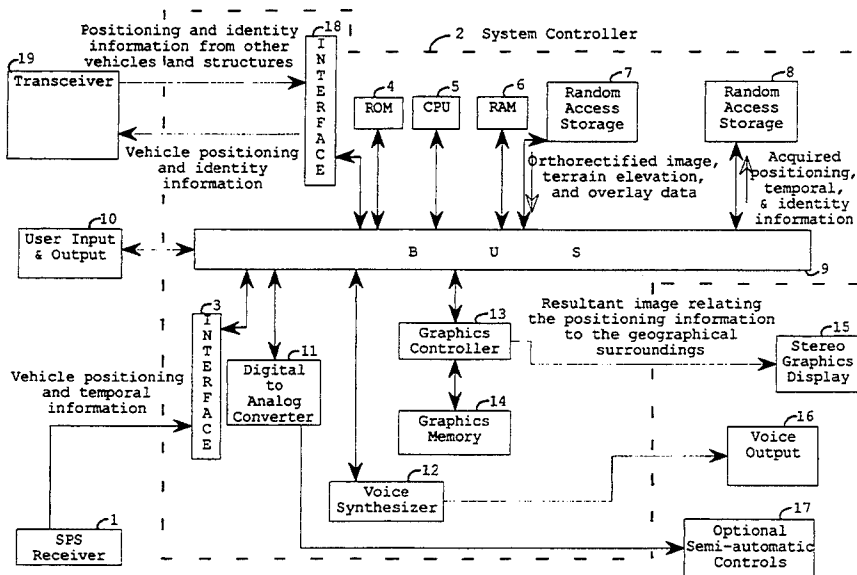 18
Positioning and identity
information from other
vehicles and structures
INTERFACE
2 System Controller
19
Transceiver
4
ROM
5
CPU
6
RAM
7
Random
Access
Storage
8
Random
Access
Storage
Vehicle positioning
and identity
information
Orthorectified image,
terrain elevation,
and overlay data
Acquired
positioning,
temporal,
& identity
information
10
User Input
& Output
B U S
9
3
INTERFACE
11
Digital
to
Analog
Converter
13
Graphics
Controller
Resultant image relating
the positioning information
to the geographical
surroundings
15
Stereo
Graphics
Display
Vehicle positioning
and temporal
information
14
Graphics
Memory
16
Voice
Output
12
Voice
Synthesizer
1
SPS
Receiver
17
Optional
Semi-automatic
Controls